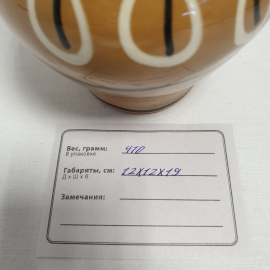 Вес, грамм: 410
В упаковке
Габариты, см: 12х12х19
Д х Ш х В
Замечания: